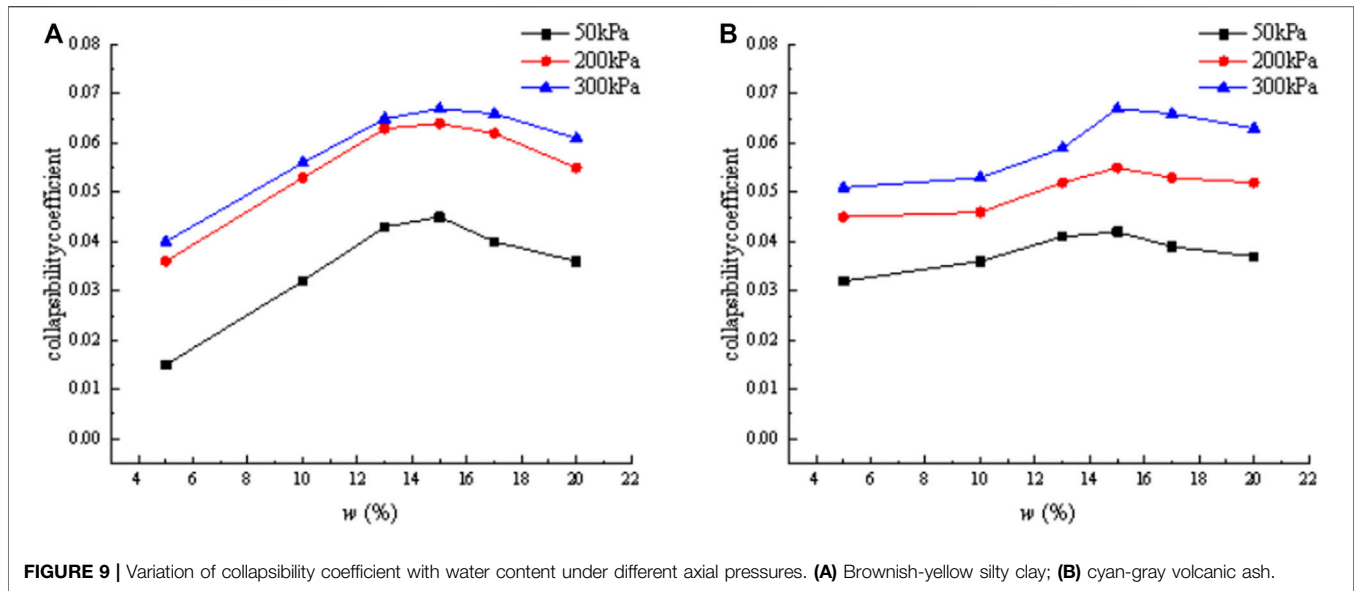 A
50kPa
200kPa
300kPa
0.08
0.07
0.06
0.05
0.04
0.03
0.02
0.01
0.00
collapsibilitycoefficient
4 6 8 10 12 14 16 18 20 22
w (%)
B
50kPa
200kPa
300kPa
0.08
0.07
0.06
0.05
0.04
0.03
0.02
0.01
0.00
collapsibilitycoefficient
4 6 8 10 12 14 16 18 20 22
w (%)
FIGURE 9 | Variation of collapsibility coefficient with water content under different axial pressures. (A) Brownish-yellow silty clay; (B) cyan-gray volcanic ash.